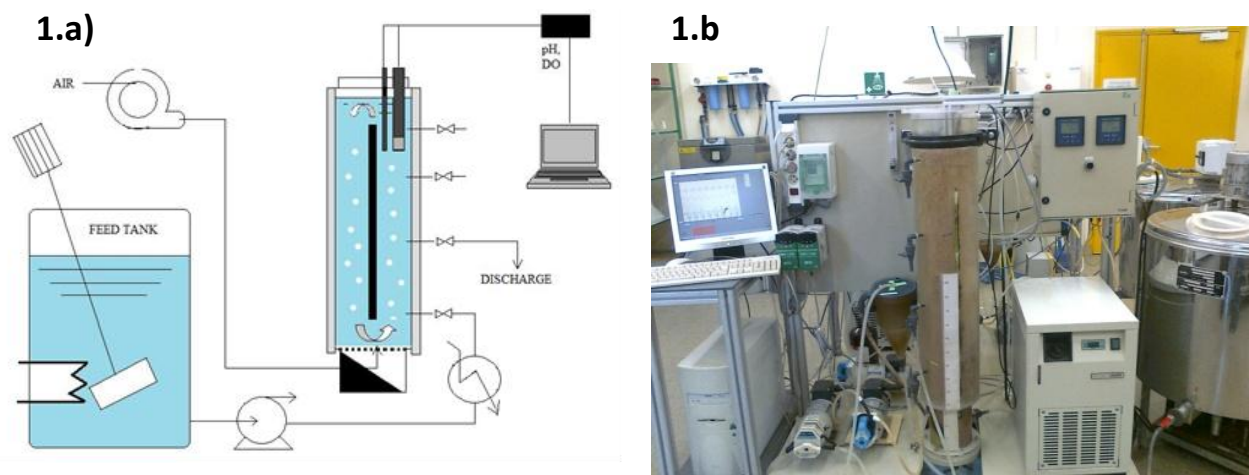 1.a)
1.b
AIR
pH,
DO
FEED TANK
DISCHARGE